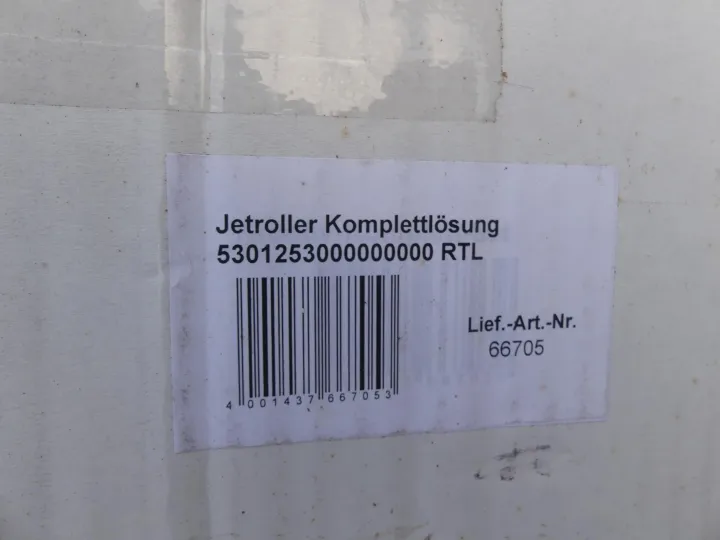 Jetroller Komplettlösung
5301253000000000 RTL
Lief.-Art.-Nr.
66705
4 001437 667053